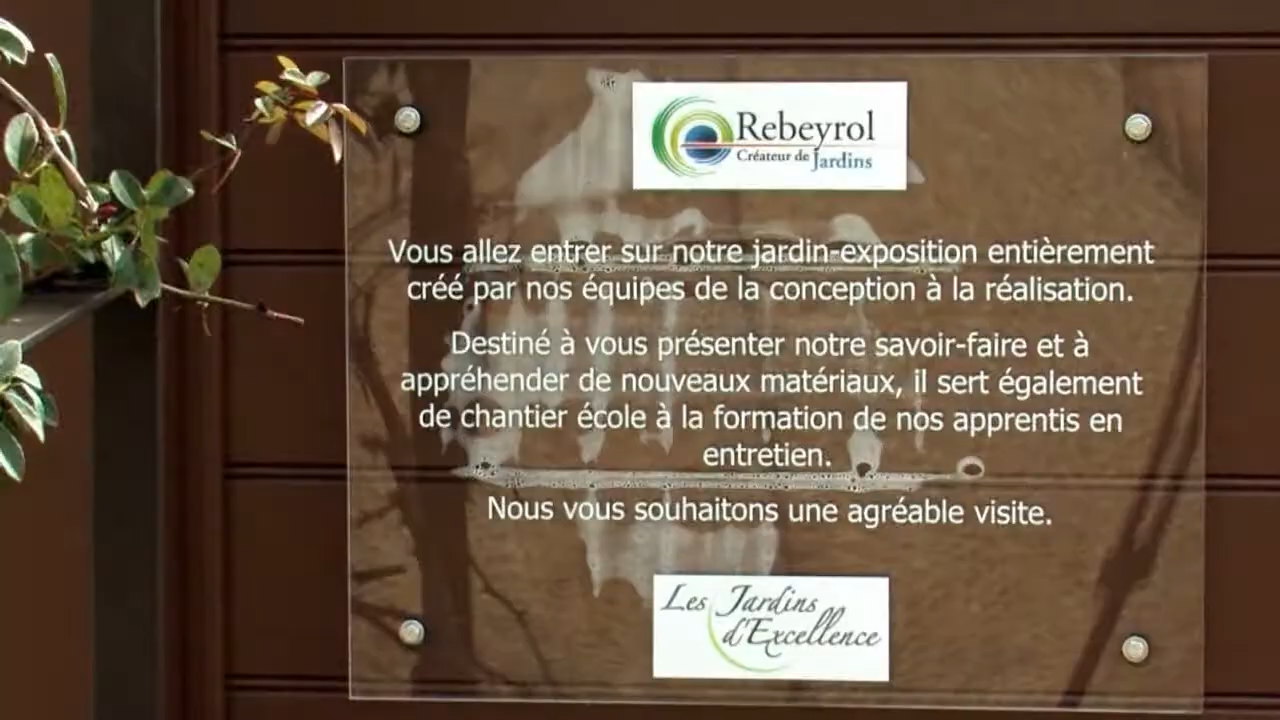 Rebeyrol
Créateur de Jardins
Vous allez entrer sur notre jardin-exposition entièrement
créé par nos équipes de la conception à la réalisation.
Destiné à vous présenter notre savoir-faire et à
appréhender de nouveaux matériaux, il sert également
de chantier école à la formation de nos apprentis en
entretien.
Nous vous souhaitons une agréable visite.
Les Jardins
d'Excellence